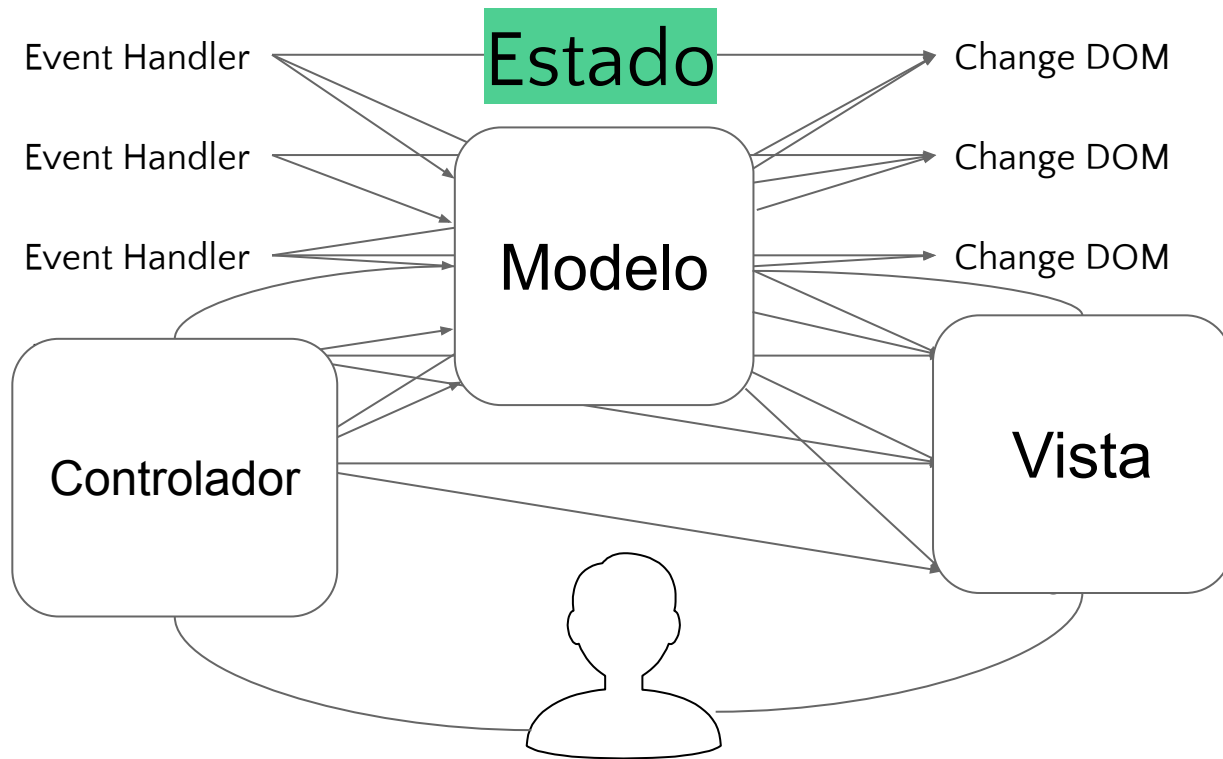 Event Handler
Estado
Change DOM
Event Handler
Change DOM
Event Handler
Modelo
Change DOM
Controlador
Vista